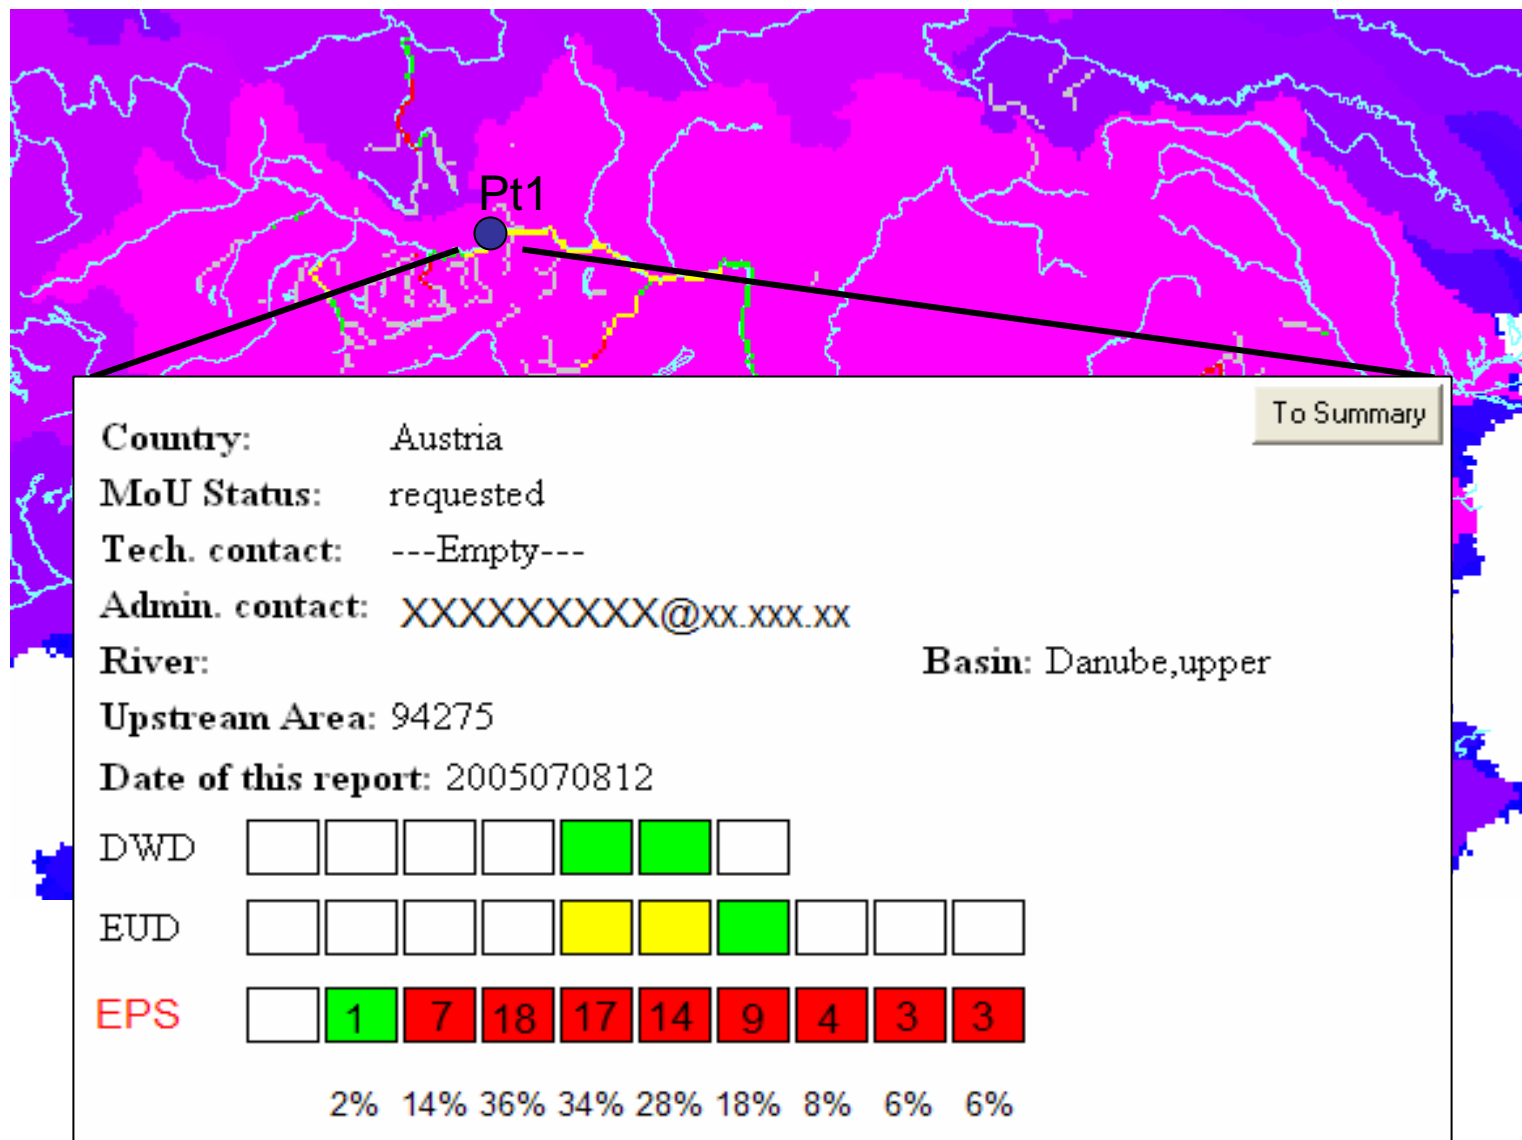 Pt1
To Summary
Country: Austria
MoU Status: requested
Tech. contact: ---Empty---
Admin. contact: XXXXXXXXX@xx.xxx.xx
River: Basin: Danube,upper
Upstream Area: 94275
Date of this report: 2005070812
DWD
EUD
EPS 1 7 18 17 14 9 4 3 3
2% 14% 36% 34% 28% 18% 8% 6% 6%